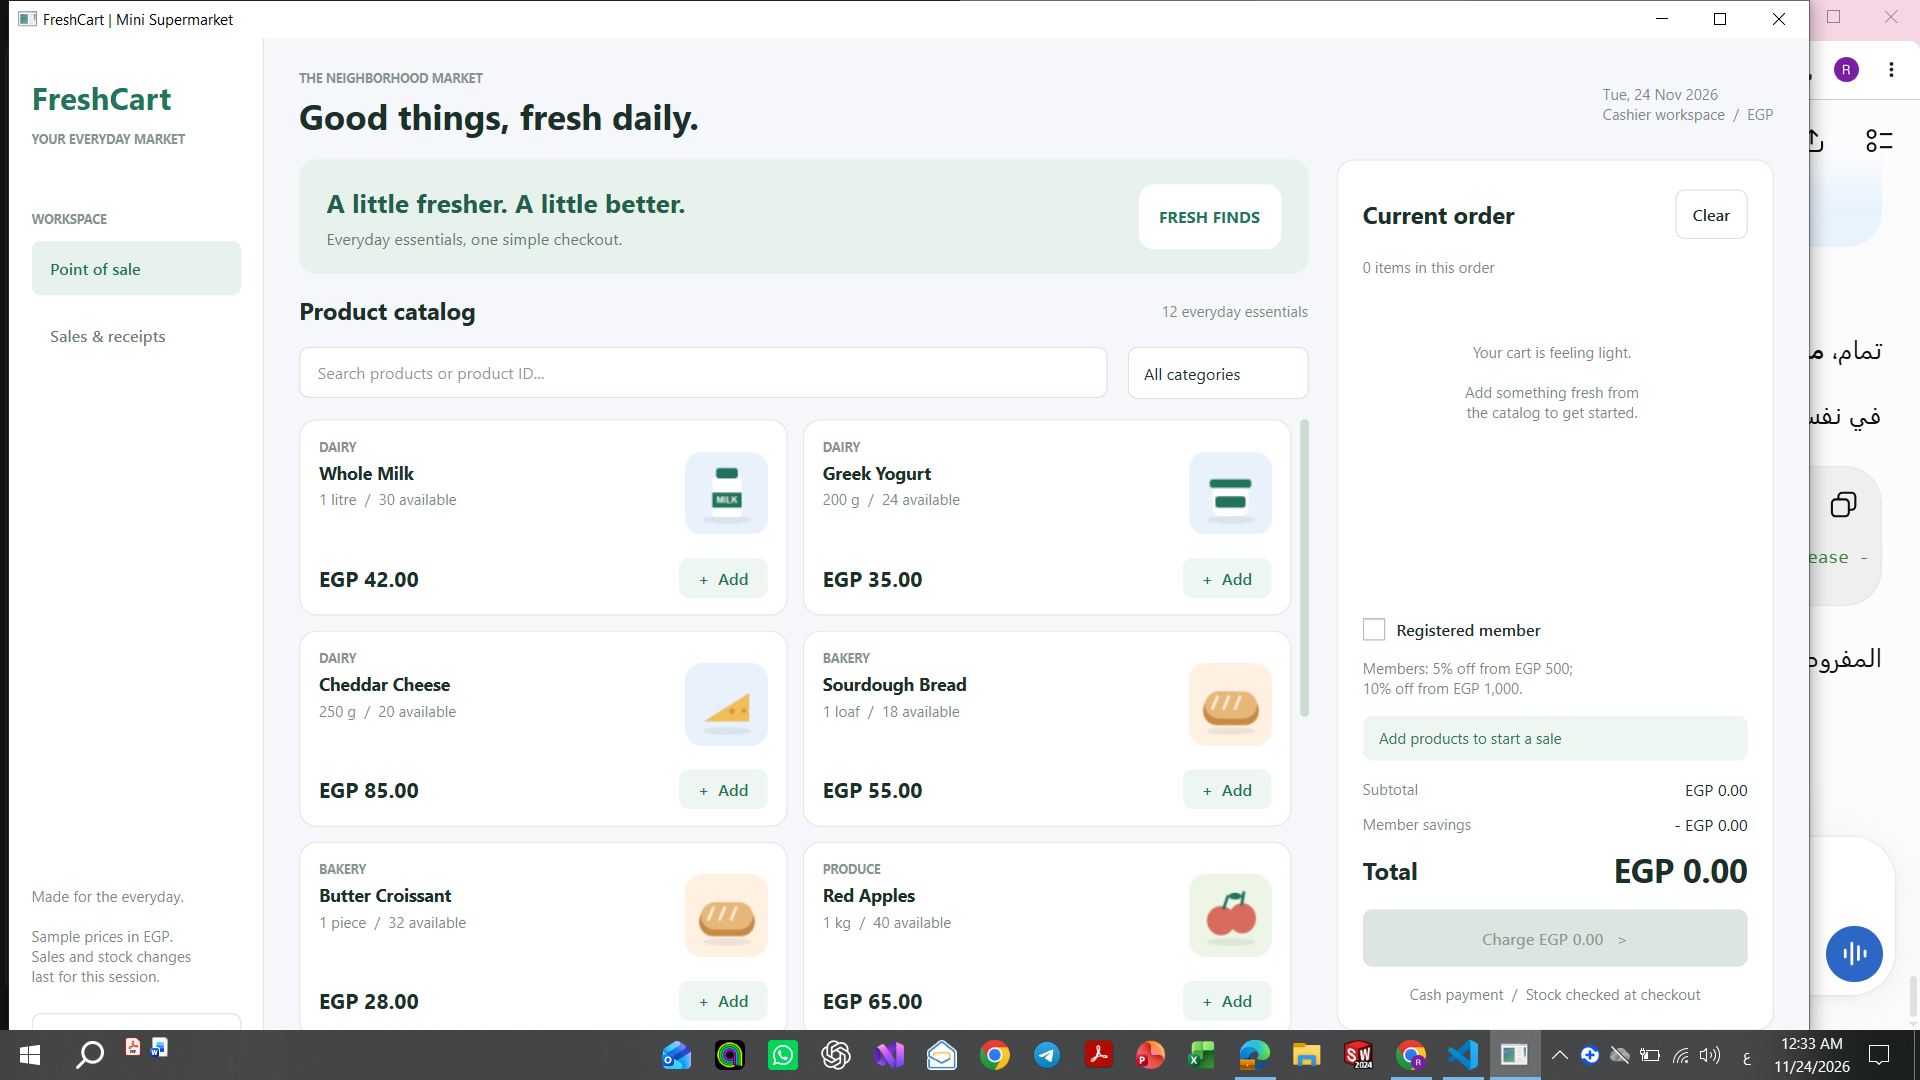 FreshCart | Mini Supermarket
FreshCart
YOUR EVERYDAY MARKET
WORKSPACE
Point of sale
Sales & receipts
Made for the everyday.
Sample prices in EGP.
Sales and stock changes
last for this session.
THE NEIGHBORHOOD MARKET
Good things, fresh daily.
Tue, 24 Nov 2026
Cashier workspace / EGP
A little fresher. A little better.
Everyday essentials, one simple checkout.
FRESH FINDS
Product catalog
12 everyday essentials
Search products or product ID...
All categories
DAIRY
Whole Milk
1 litre / 30 available
MILK
EGP 42.00
+ Add
DAIRY
Greek Yogurt
200 g / 24 available
EGP 35.00
+ Add
DAIRY
Cheddar Cheese
250 g / 20 available
EGP 85.00
+ Add
BAKERY
Sourdough Bread
1 loaf / 18 available
EGP 55.00
+ Add
BAKERY
Butter Croissant
1 piece / 32 available
EGP 28.00
+ Add
PRODUCE
Red Apples
1 kg / 40 available
EGP 65.00
+ Add
Current order
Clear
0 items in this order
Your cart is feeling light.
Add something fresh from
the catalog to get started.
Registered member
Members: 5% off from EGP 500;
10% off from EGP 1,000.
Add products to start a sale
Subtotal
EGP 0.00
Member savings
- EGP 0.00
Total
EGP 0.00
Charge EGP 0.00 >
Cash payment / Stock checked at checkout
R
تمام،
في
ease -
SW
2024
R
ع
12:33 AM
11/24/2026